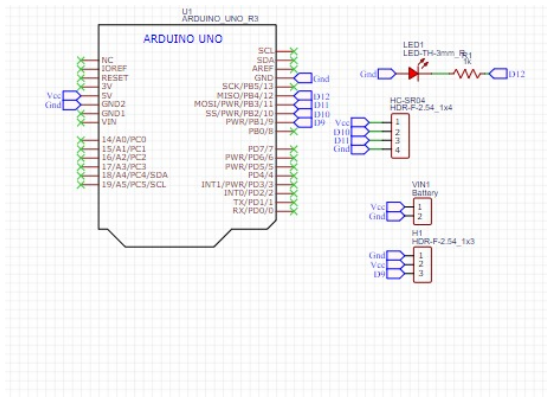 U1
ARDUINO_UNO_R3
ARDUINO UNO
NC
IOREF
RESET
3V
Vcc 5V
Gnd GND2
GND1
VIN
14/A0/PC0
15/A1/PC1
16/A2/PC2
17/A3/PC3
18/A4/PC4/SDA
19/A5/PC5/SCL
SCL
SDA
AREF
GND Gnd
SCK/PB5/13
MISO/PB4/12 D12
MOSI/PWR/PB3/11 D11
SS/PWR/PB2/10 D10
PWR/PB1/9 D9
PB0/8
PD7/7
PWR/PD6/6
PWR/PD5/5
PD4/4
INT1/PWR/PD3/3
INT0/PD2/2
TX/PD1/1
RX/PD0/0
LED1
LED-TH-3mm_R
R1
1k
Gnd D12
HC-SR04
HDR-F-2.54_1x4
Vcc 1
D10 2
D11 3
Gnd 4
VIN1
Battery
Vcc 1
Gnd 2
H1
HDR-F-2.54_1x3
Gnd 1
Vcc 2
D9 3